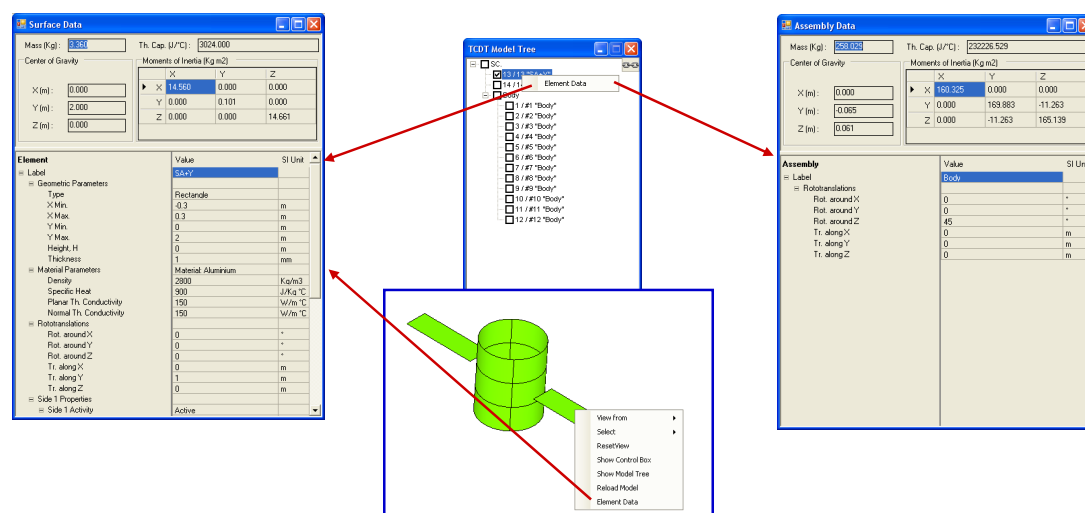 Surface Data
Mass (Kg) : 3.360 Th. Cap. (J/°C) : 3024.000
Center of Gravity
X (m) : 0.000
Y (m) : 2.000
Z (m) : 0.000
Moments of Inertia (Kg m2)
X Y Z
X 14.560 0.000 0.000
Y 0.000 0.101 0.000
Z 0.000 0.000 14.661
Element Value SI Unit
Label SA+Y
Geometric Parameters
Type Rectangle
X Min. -0.3 m
X Max. 0.3 m
Y Min. 0 m
Y Max. 2 m
Height, H 0 m
Thickness 1 mm
Material Parameters Material: Aluminium
Density 2800 Kg/m3
Specific Heat 900 J/Kg °C
Planar Th. Conductivity 150 W/m °C
Normal Th. Conductivity 150 W/m °C
Rototranslations
Rot. around X 0 °
Rot. around Y 0 °
Rot. around Z 0 °
Tr. along X 0 m
Tr. along Y 1 m
Tr. along Z 0 m
Side 1 Properties
Side 1 Activity Active
TCDT Model Tree
SC.
13 / 13 "SA+Y"
14 / 1
Element Data
Body
1 / #1 "Body"
2 / #2 "Body"
3 / #3 "Body"
4 / #4 "Body"
5 / #5 "Body"
6 / #6 "Body"
7 / #7 "Body"
8 / #8 "Body"
9 / #9 "Body"
10 / #10 "Body"
11 / #11 "Body"
12 / #12 "Body"
View from
Select
ResetView
Show Control Box
Show Model Tree
Reload Model
Element Data
Assembly Data
Mass (Kg) : 258.029 Th. Cap. (J/°C) : 232226.529
Center of Gravity
X (m) : 0.000
Y (m) : -0.065
Z (m) : 0.061
Moments of Inertia (Kg m2)
X Y Z
X 160.325 0.000 0.000
Y 0.000 169.883 -11.263
Z 0.000 -11.263 165.139
Assembly Value SI Un
Label Body
Rototranslations
Rot. around X 0 °
Rot. around Y 0 °
Rot. around Z 45 °
Tr. along X 0 m
Tr. along Y 0 m
Tr. along Z 0 m